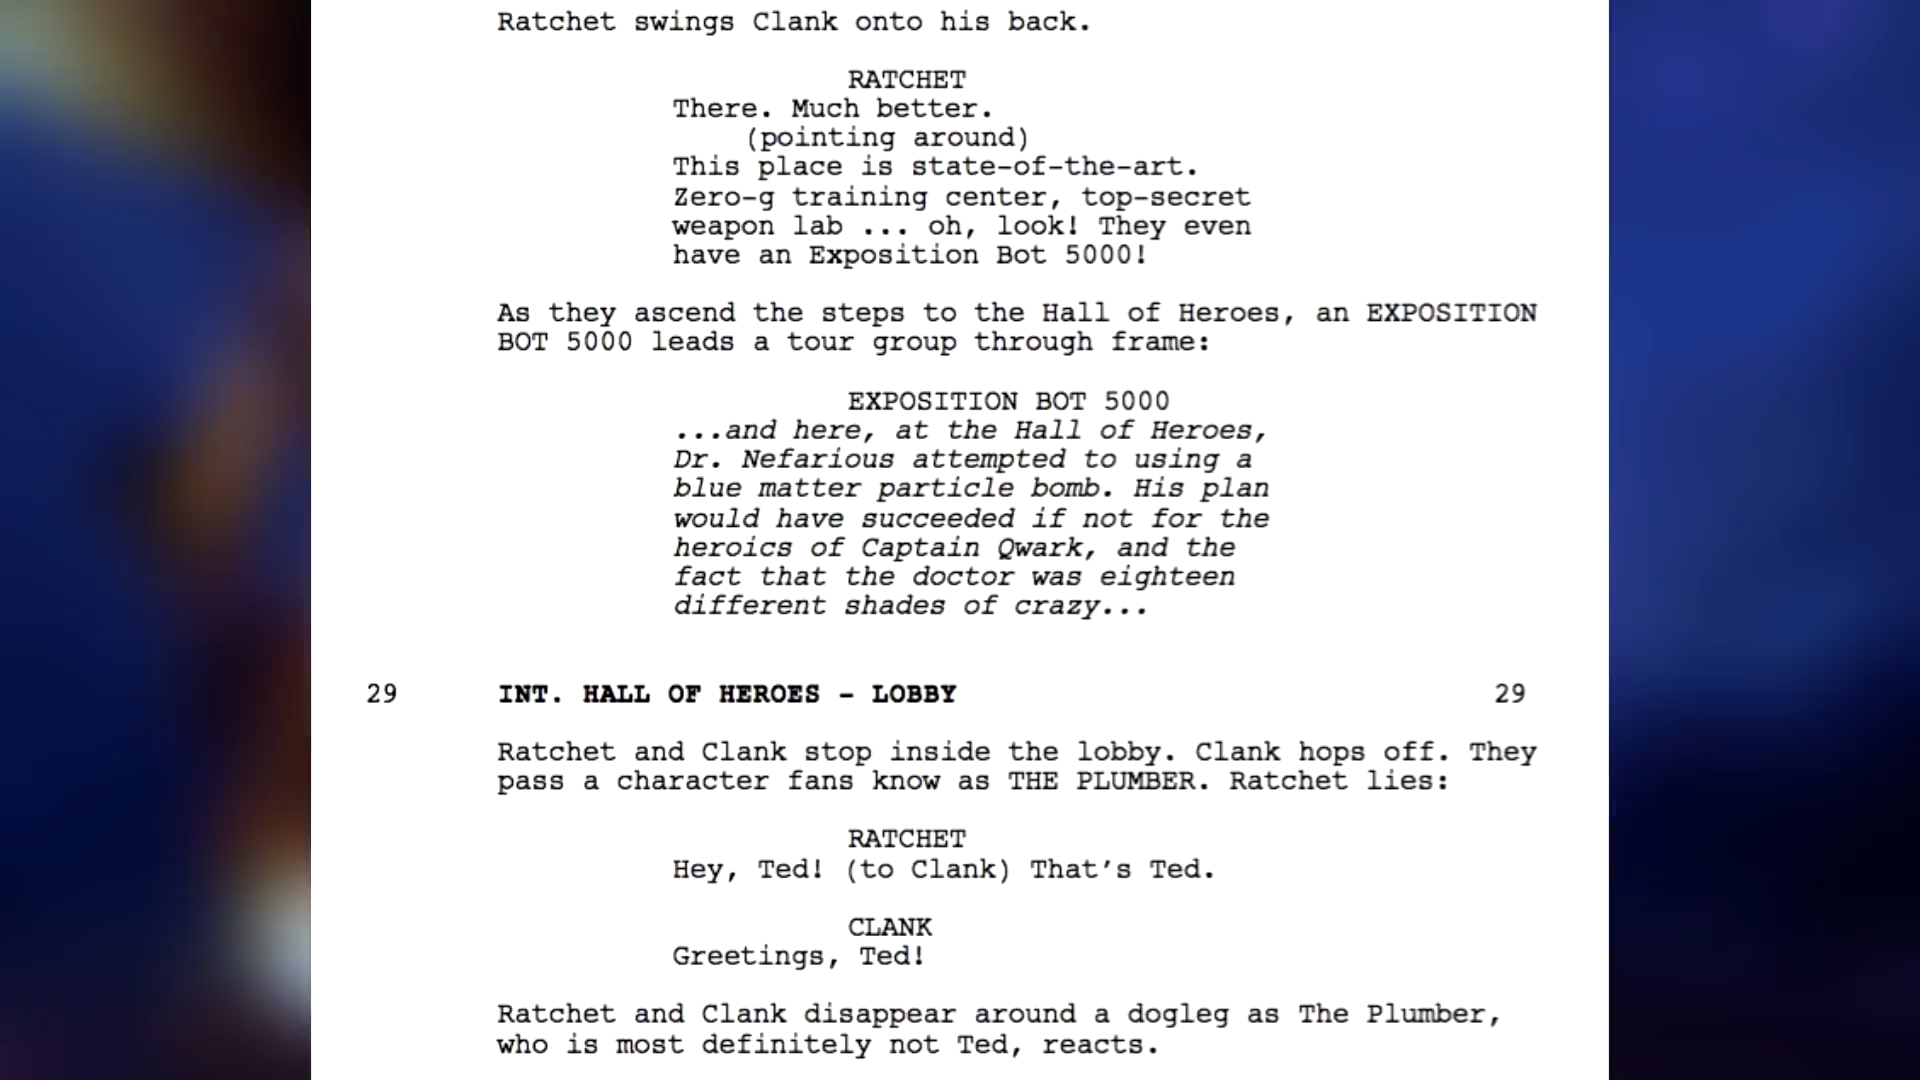 Ratchet swings Clank onto his back.
RATCHET
There. Much better.
(pointing around)
This place is state-of-the-art.
Zero-g training center, top-secret
weapon lab ... oh, look! They even
have an Exposition Bot 5000!
As they ascend the steps to the Hall of Heroes, an EXPOSITION
BOT 5000 leads a tour group through frame:
EXPOSITION BOT 5000
...and here, at the Hall of Heroes,
Dr. Nefarious attempted to using a
blue matter particle bomb. His plan
would have succeeded if not for the
heroics of Captain Qwark, and the
fact that the doctor was eighteen
different shades of crazy...
29 INT. HALL OF HEROES - LOBBY 29
Ratchet and Clank stop inside the lobby. Clank hops off. They
pass a character fans know as THE PLUMBER. Ratchet lies:
RATCHET
Hey, Ted! (to Clank) That's Ted.
CLANK
Greetings, Ted!
Ratchet and Clank disappear around a dogleg as The Plumber,
who is most definitely not Ted, reacts.